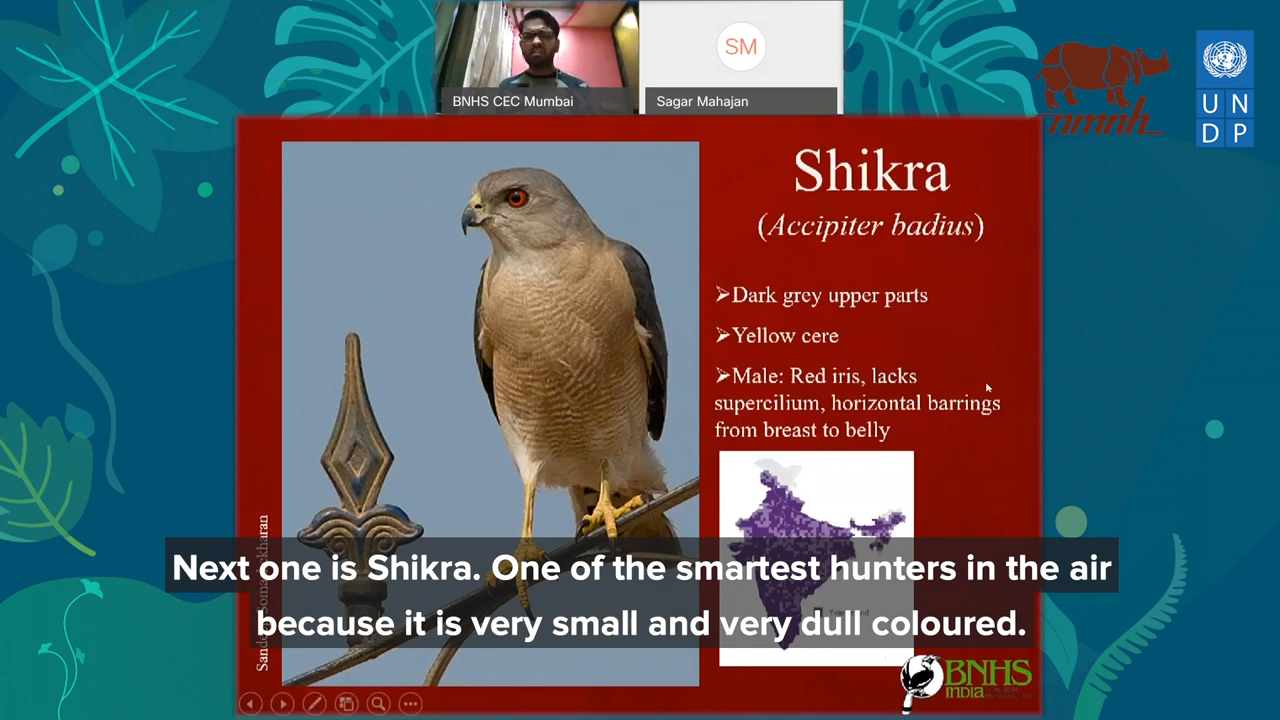 SM
BNHS CEC Mumbai
Sagar Mahajan
nmnh
U N
D P
Shikra
(Accipiter badius)
➢Dark grey upper parts
➢Yellow cere
➢Male: Red iris, lacks
supercilium, horizontal barrings
from breast to belly
Next one is Shikra. One of the smartest hunters in the air
because it is very small and very dull coloured.
BNHS
INDIA